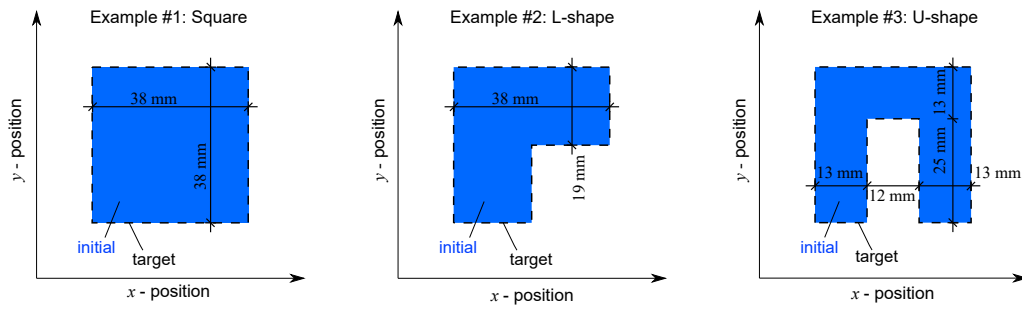 Example #1: Square
y - position
38 mm
38 mm
initial
target
x - position
Example #2: L-shape
y - position
38 mm
19 mm
initial
target
x - position
Example #3: U-shape
y - position
13 mm
25 mm
13 mm
12 mm
13 mm
initial
target
x - position